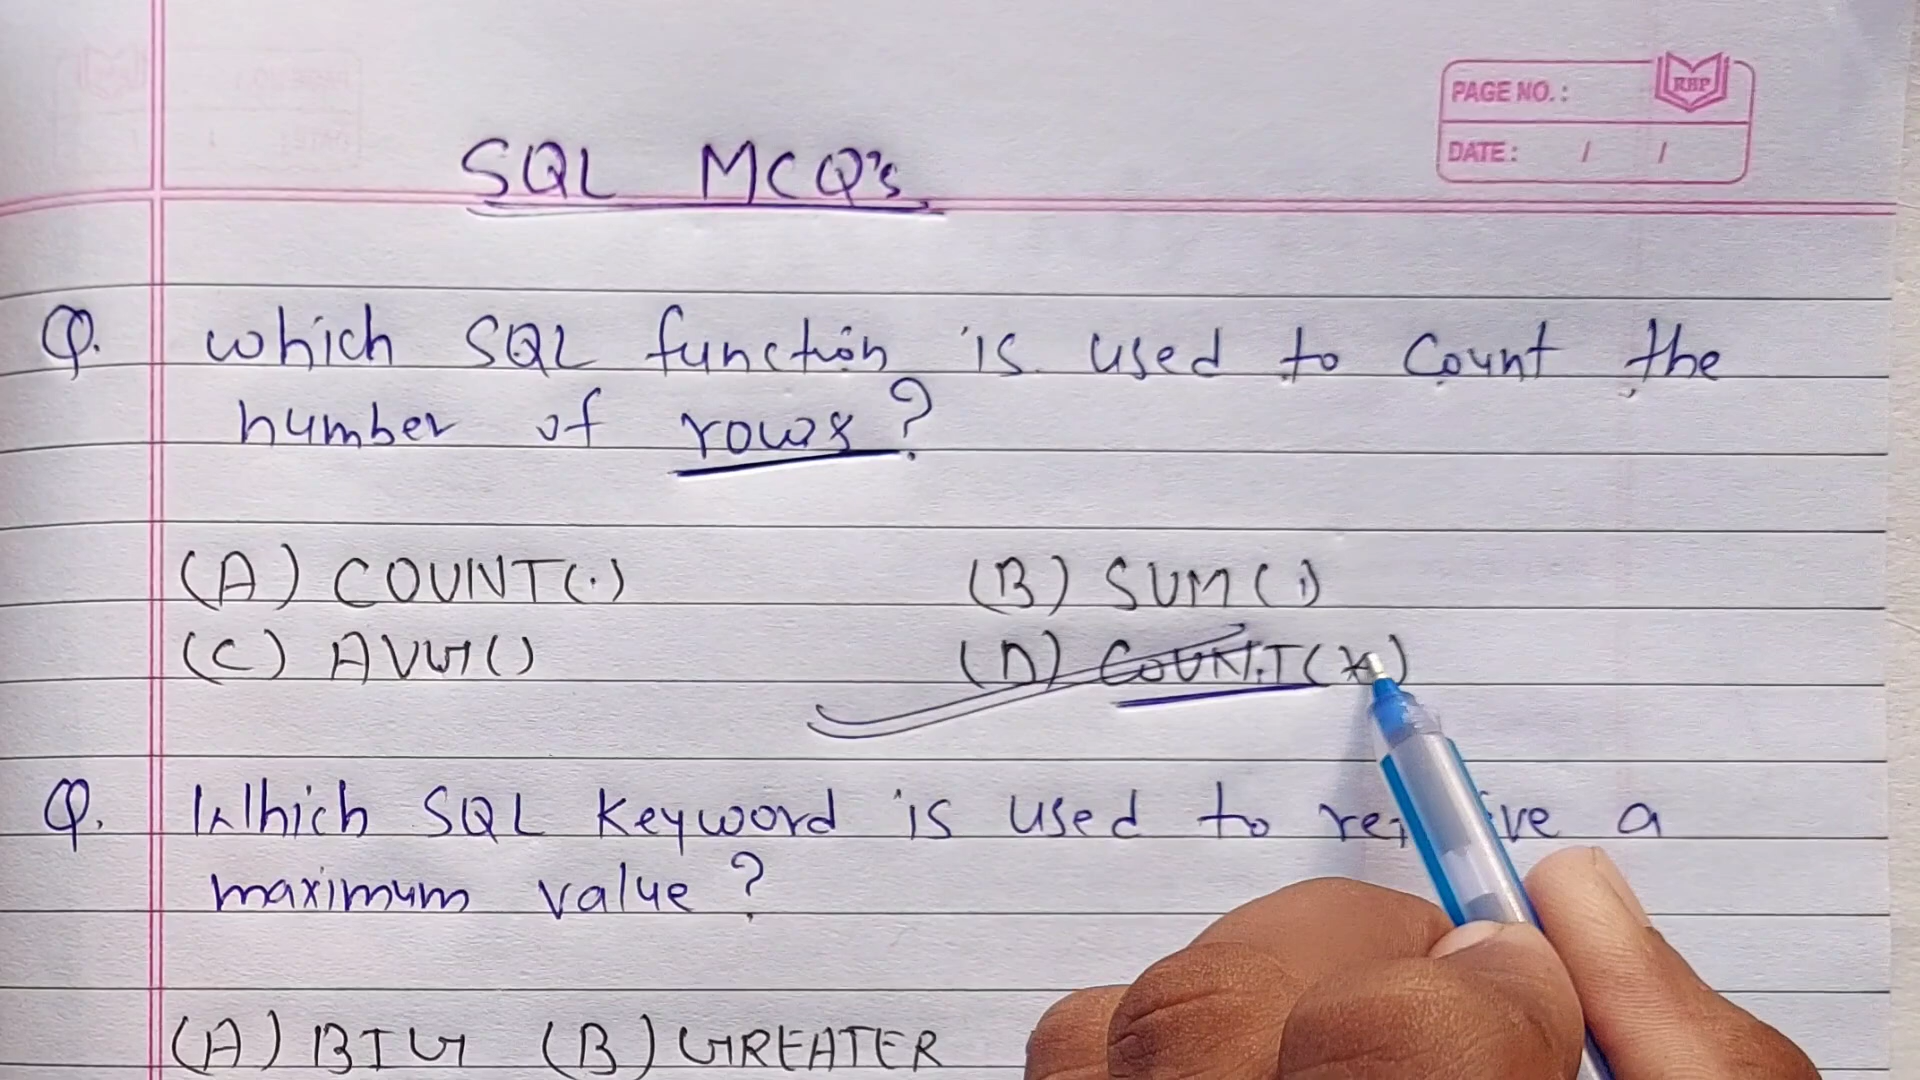 PAGE NO.:
RHP
DATE: / /
SQL MCQ's
Q. Which SQL function is used to Count the
number of rows?
(A) COUNT(.) (B) SUM()
(C) AVG() (D) COUNT(*)
Q. Which SQL Keyword is used to a
maximum value?
(A) BIG (B) GREATER